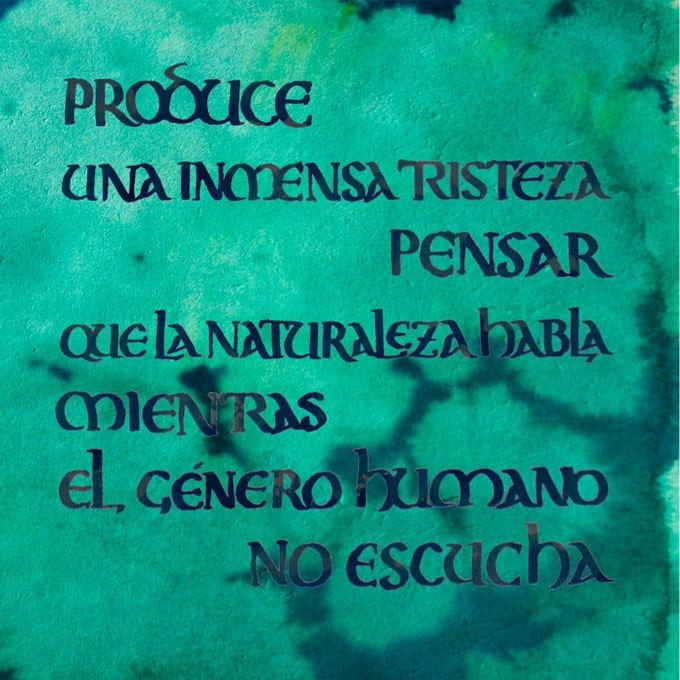 PRODUCE
UNA INMENSA TRISTEZA
PENSAR
QUE LA NATURALEZA HABLA,
MIENTRAS
EL GÉNERO HUMANO
NO ESCUCHA